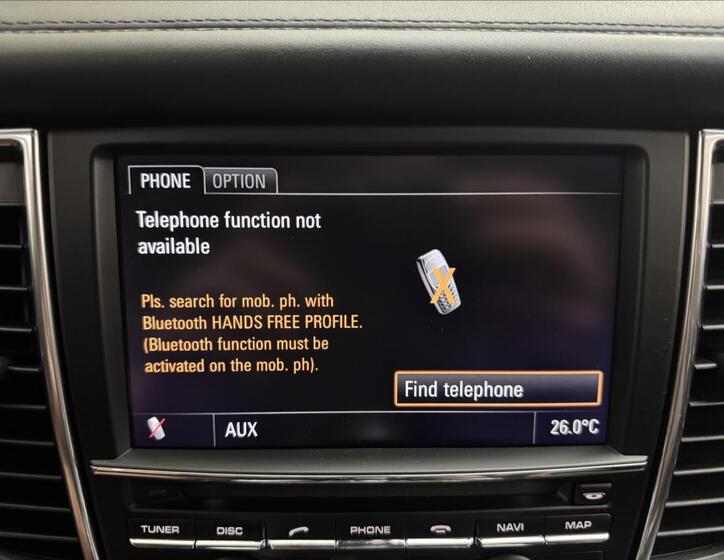 PHONE OPTION
Telephone function not
available
Pls. search for mob. ph. with
Bluetooth HANDS FREE PROFILE.
(Bluetooth function must be
activated on the mob. ph).
Find telephone
AUX 26.0°C
TUNER DISC PHONE NAVI MAP